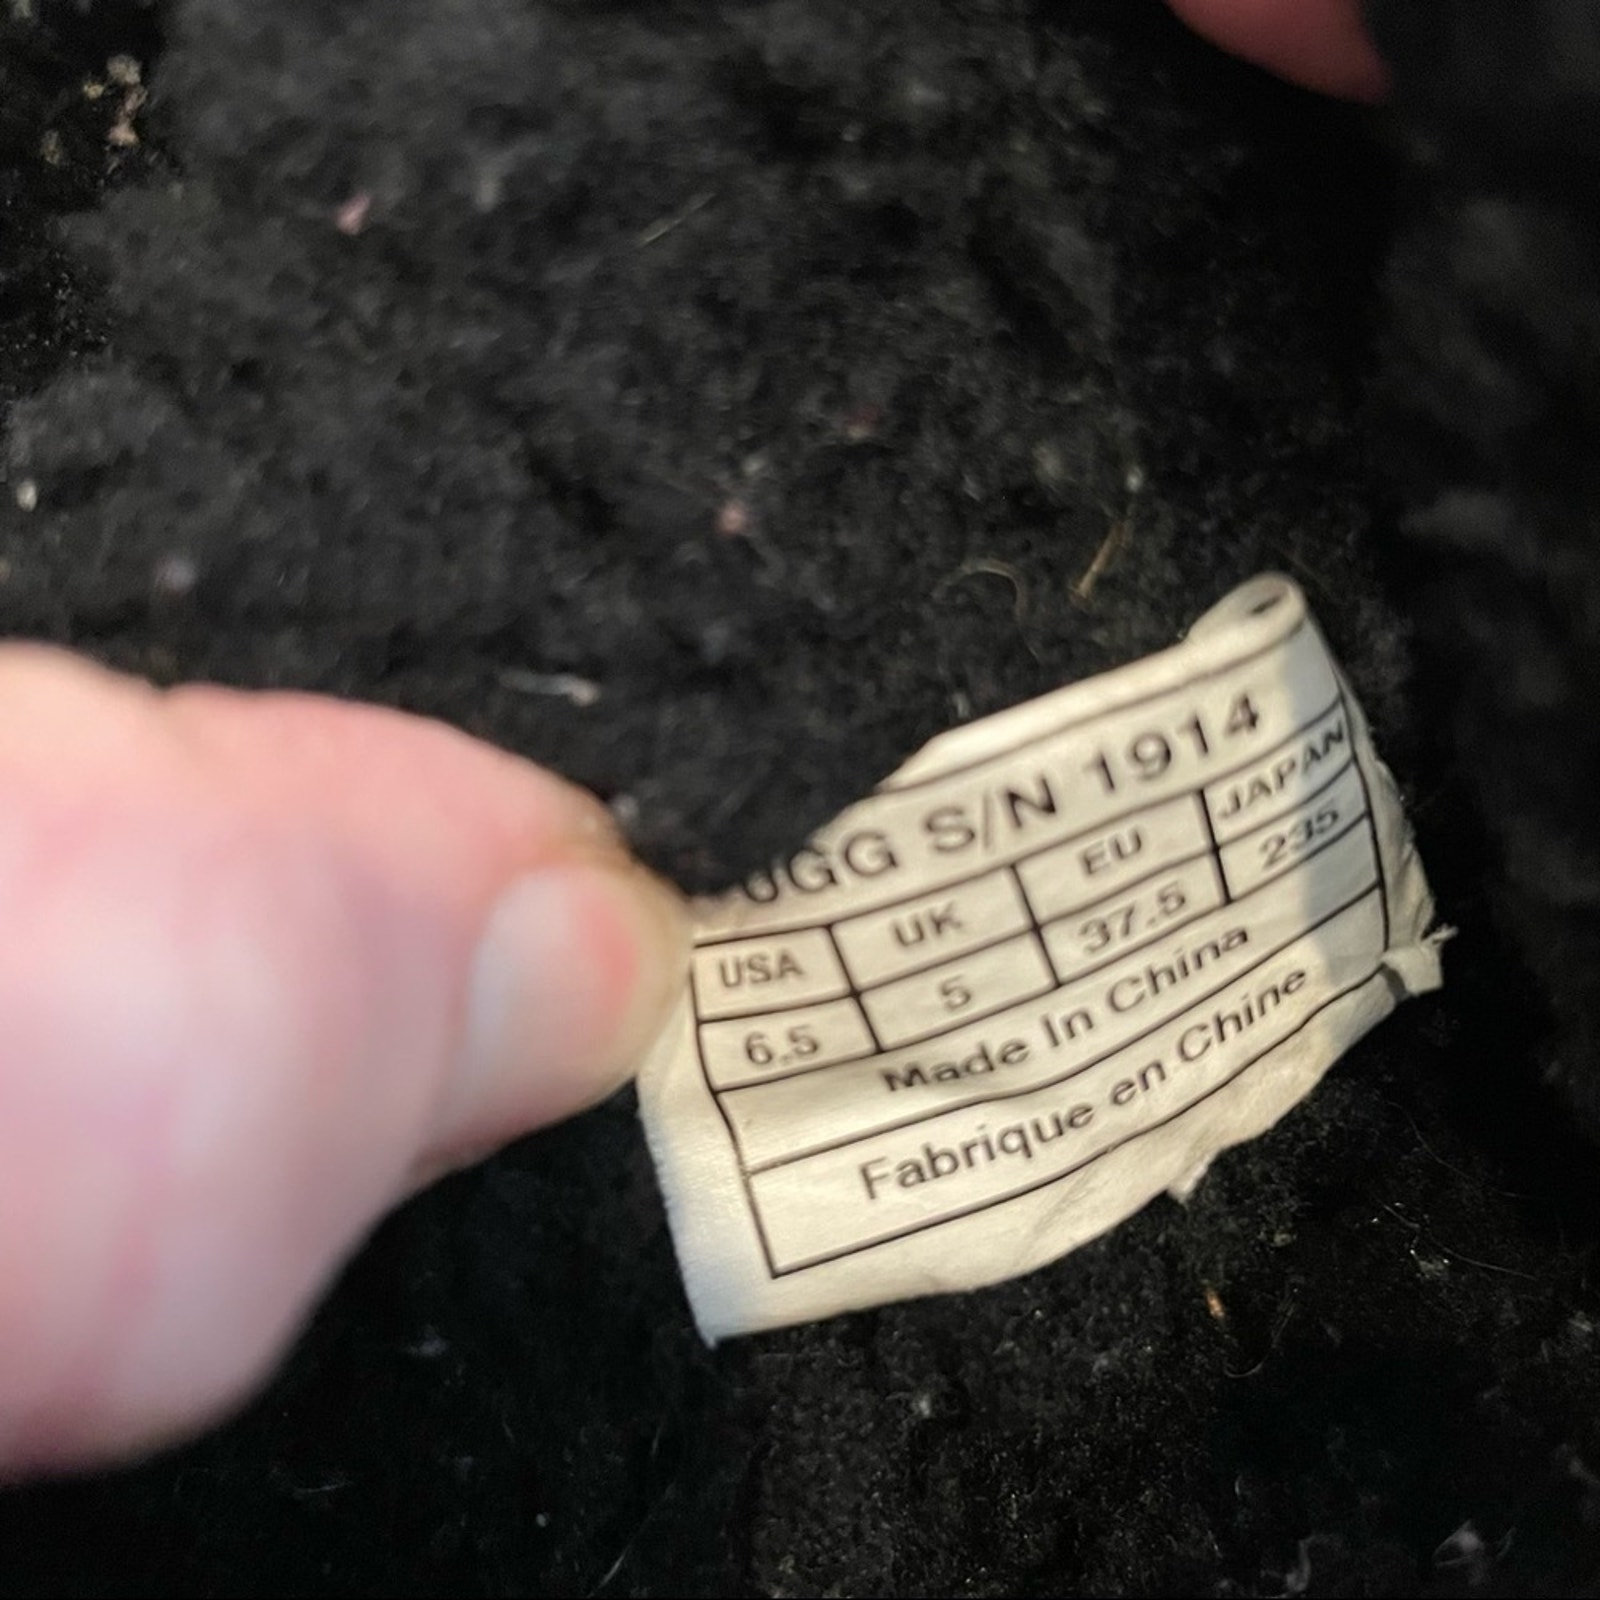 UGG S/N 1914
USA UK EU JAPAN
6.5 5 37.5 235
Made In China
Fabrique en Chine